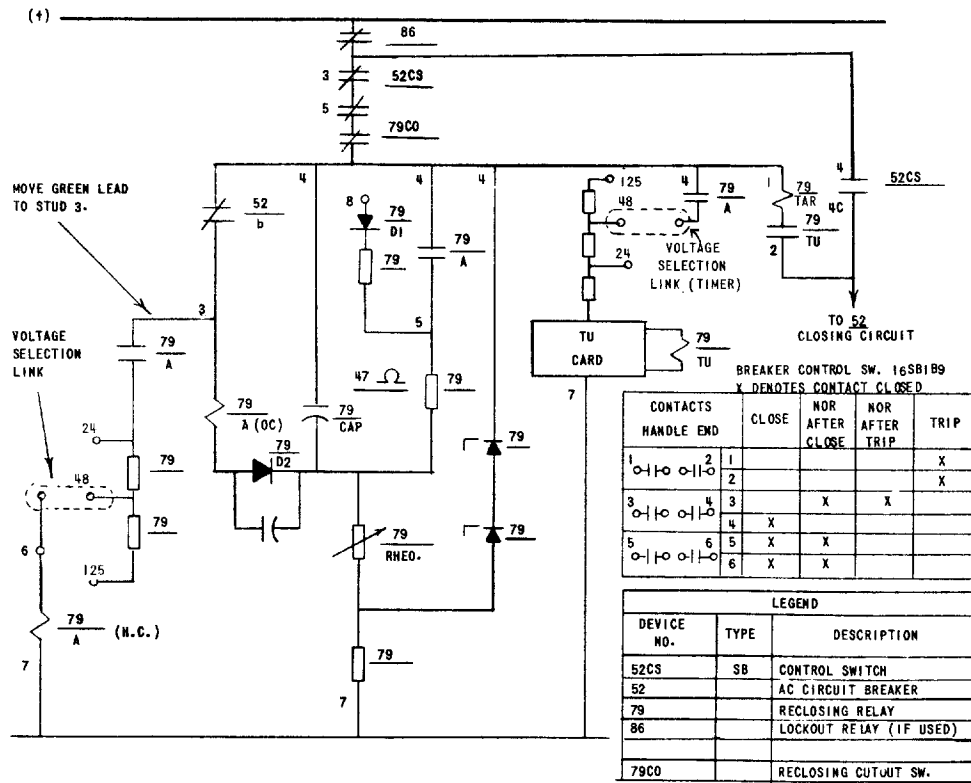 (+)
86
3 52CS
5
79CO
4 4 4
125
4 79
A
48
1 79
TAR
4 52CS
4C
79
TU
2
MOVE GREEN LEAD
TO STUD 3.
52
b
8 79
D1
79
79
A
VOLTAGE
SELECTION
LINK (TIMER)
24
3
5
TO 52
CLOSING CIRCUIT
VOLTAGE
SELECTION
LINK
79
A
TU
CARD
79
TU
47 Ω 79
7
79
A (OC)
79
CAP
24
79
D2
79
79
48
79
79
RHEO.
79
6
125
79
A (H.C.)
79
7
7
BREAKER CONTROL SW. 16SB1B9
X DENOTES CONTACT CLOSED
CONTACTS
HANDLE END
CLOSE
NOR
AFTER
CLOSE
NOR
AFTER
TRIP
TRIP
1 2 1 X
2 X
3 4 3 X X
4 X
5 6 5 X X
6 X X
LEGEND
DEVICE
NO.
TYPE
DESCRIPTION
52CS SB CONTROL SWITCH
52 AC CIRCUIT BREAKER
79 RECLOSING RELAY
86 LOCKOUT RELAY (IF USED)
79CO RECLOSING CUTOUT SW.